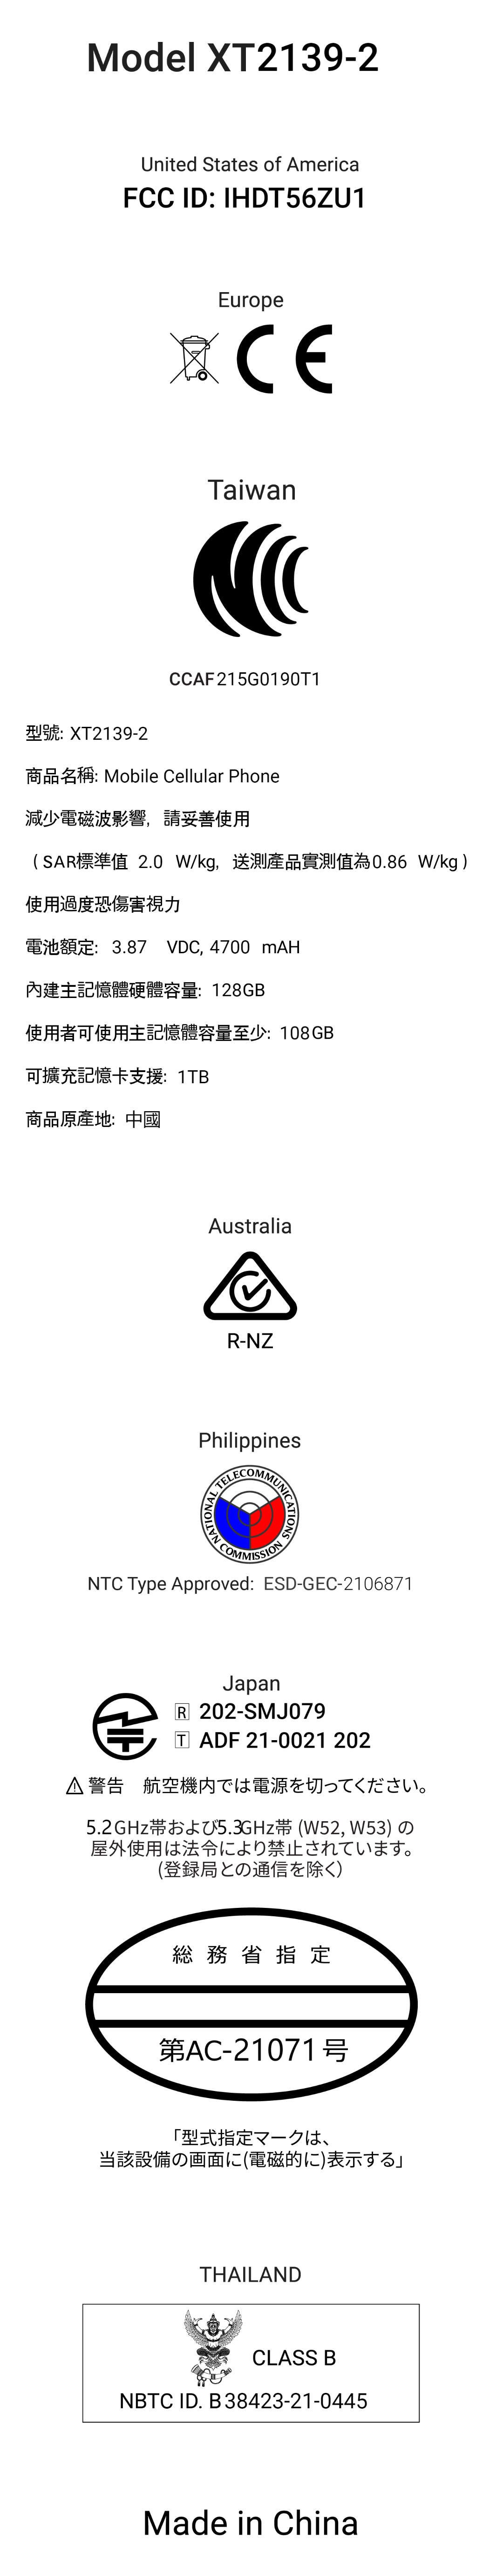 Model XT2139-2
United States of America
FCC ID: IHDT56ZU1
Europe
CE
Taiwan
CCAF215G0190T1
型號: XT2139-2
商品名稱: Mobile Cellular Phone
減少電磁波影響, 請妥善使用
( SAR標準值 2.0 W/kg, 送測產品實測值為0.86 W/kg )
使用過度恐傷害視力
電池額定: 3.87 VDC, 4700 mAH
內建主記憶體硬體容量: 128GB
使用者可使用主記憶體容量至少: 108GB
可擴充記憶卡支援: 1TB
商品原產地: 中國
Australia
R-NZ
Philippines
NATIONAL TELECOMMUNICATIONS COMMISSION
NTC Type Approved: ESD-GEC-2106871
Japan
R 202-SMJ079
T ADF 21-0021 202
⚠ 警告 航空機内では電源を切ってください。
5.2GHz帯および5.3GHz帯 (W52, W53) の
屋外使用は法令により禁止されています。
(登録局との通信を除く)
総務省指定
第AC-21071号
「型式指定マークは、
当該設備の画面に(電磁的に)表示する」
THAILAND
CLASS B
NBTC ID. B38423-21-0445
Made in China